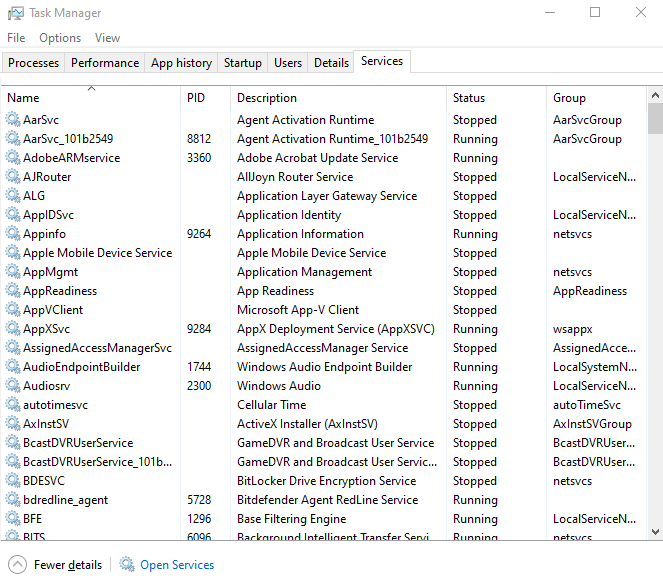 Task Manager
File Options View
Processes Performance App history Startup Users Details Services
Name PID Description Status Group
AarSvc Agent Activation Runtime Stopped AarSvcGroup
AarSvc_101b2549 8812 Agent Activation Runtime_101b2549 Running AarSvcGroup
AdobeARMservice 3360 Adobe Acrobat Update Service Running
AJRouter AllJoyn Router Service Stopped LocalServiceN...
ALG Application Layer Gateway Service Stopped
AppIDSvc Application Identity Stopped LocalServiceN...
Appinfo 9264 Application Information Running netsvcs
Apple Mobile Device Service Apple Mobile Device Service Stopped
AppMgmt Application Management Stopped netsvcs
AppReadiness App Readiness Stopped AppReadiness
AppVClient Microsoft App-V Client Stopped
AppXSvc 9284 AppX Deployment Service (AppXSVC) Running wsappx
AssignedAccessManagerSvc AssignedAccessManager Service Stopped AssignedAcce...
AudioEndpointBuilder 1744 Windows Audio Endpoint Builder Running LocalSystemN...
Audiosrv 2300 Windows Audio Running LocalServiceN...
autotimesvc Cellular Time Stopped autoTimeSvc
AxInstSV ActiveX Installer (AxInstSV) Stopped AxInstSVGroup
BcastDVRUserService GameDVR and Broadcast User Service Stopped BcastDVRUser...
BcastDVRUserService_101b... GameDVR and Broadcast User Servic... Stopped BcastDVRUser...
BDESVC BitLocker Drive Encryption Service Stopped netsvcs
bdredline_agent 5728 Bitdefender Agent RedLine Service Running
BFE 1296 Base Filtering Engine Running LocalServiceN...
BITS 6096 Background Intelligent Transfer Servi... Running netsvcs
Fewer details Open Services